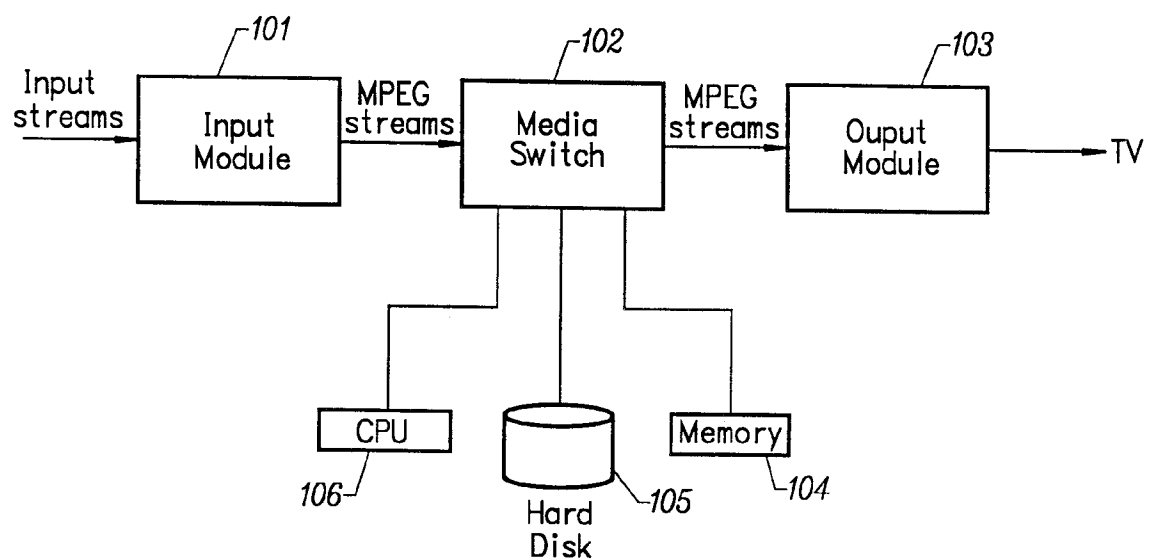 101
102
103
Input
streams
Input
Module
MPEG
streams
Media
Switch
MPEG
streams
Ouput
Module
TV
CPU
Memory
106
105
104
Hard
Disk